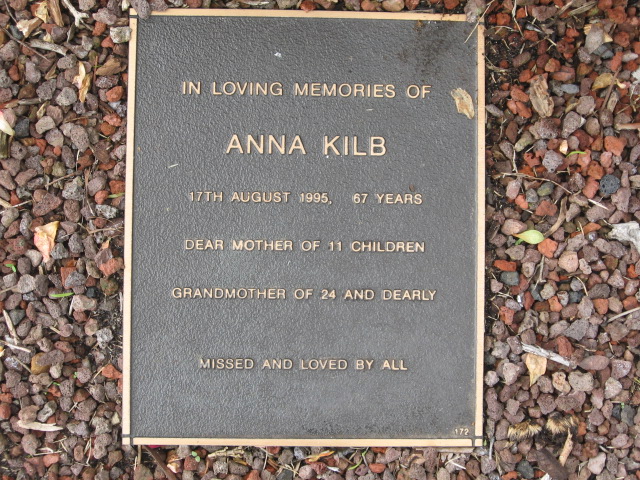 IN LOVING MEMORIES OF
ANNA KILB
17TH AUGUST 1995, 67 YEARS
DEAR MOTHER OF 11 CHILDREN
GRANDMOTHER OF 24 AND DEARLY
MISSED AND LOVED BY ALL
172